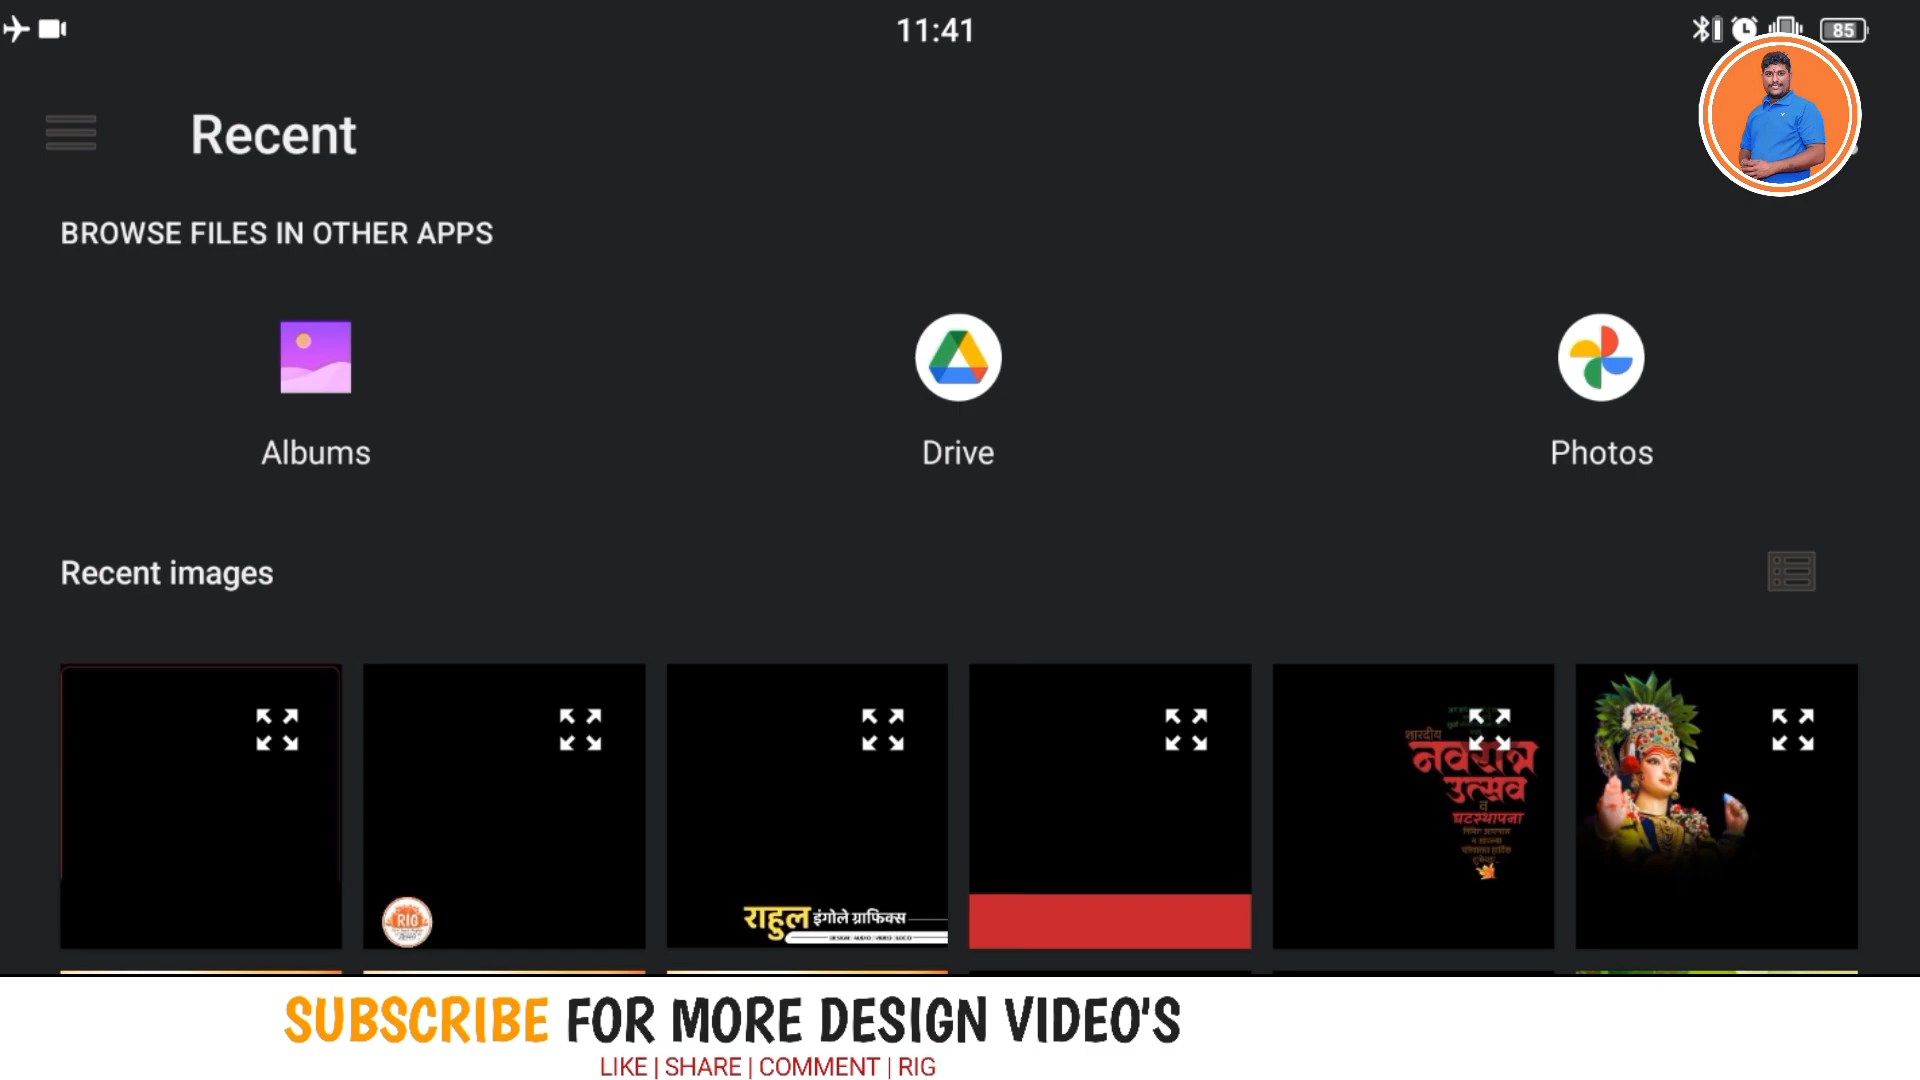 11:41
85
Recent
BROWSE FILES IN OTHER APPS
Albums
Drive
Photos
Recent images
शारदीय
नवरात्र
उत्सव
व
घटस्थापना
RIG
राहुल इंगोले ग्राफिक्स
SUBSCRIBE FOR MORE DESIGN VIDEO'S
LIKE | SHARE | COMMENT | RIG